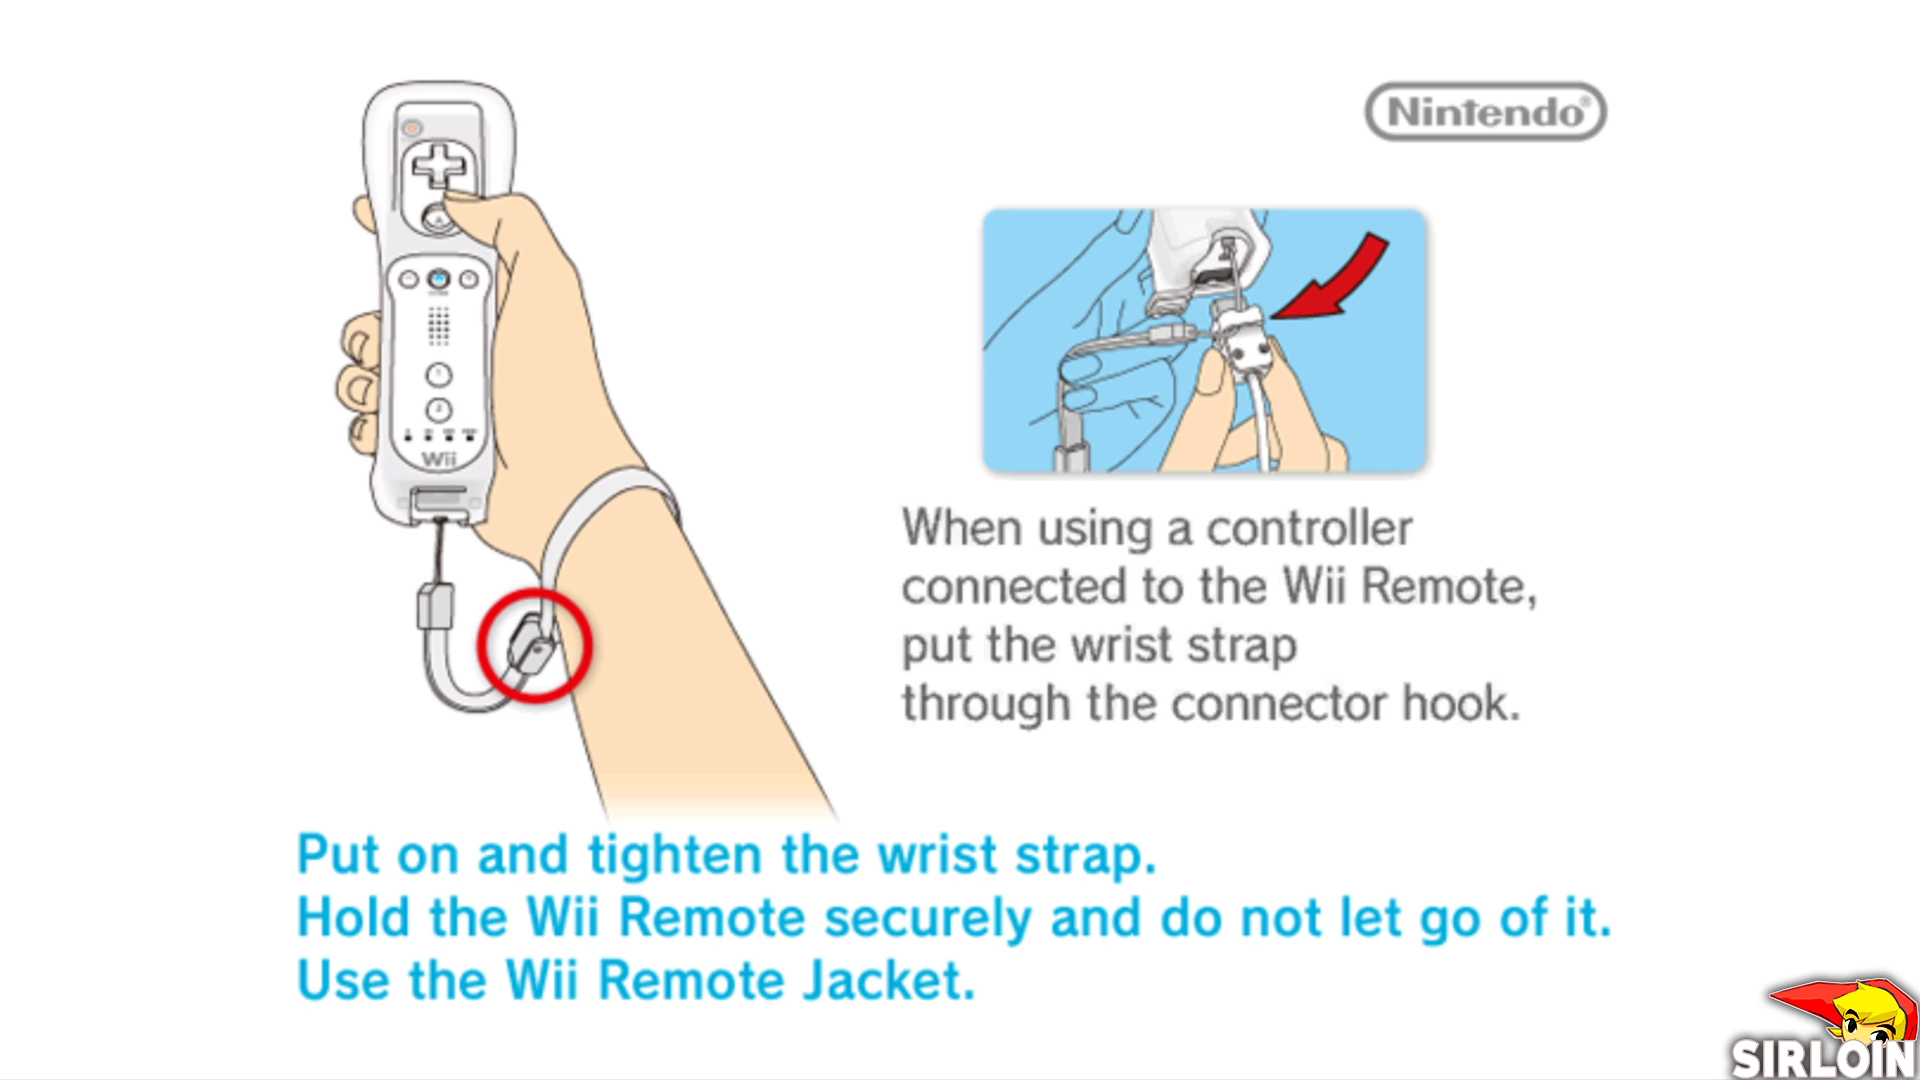 Nintendo®
When using a controller
connected to the Wii Remote,
put the wrist strap
through the connector hook.
Wii
Put on and tighten the wrist strap.
Hold the Wii Remote securely and do not let go of it.
Use the Wii Remote Jacket.
SIRLOIN